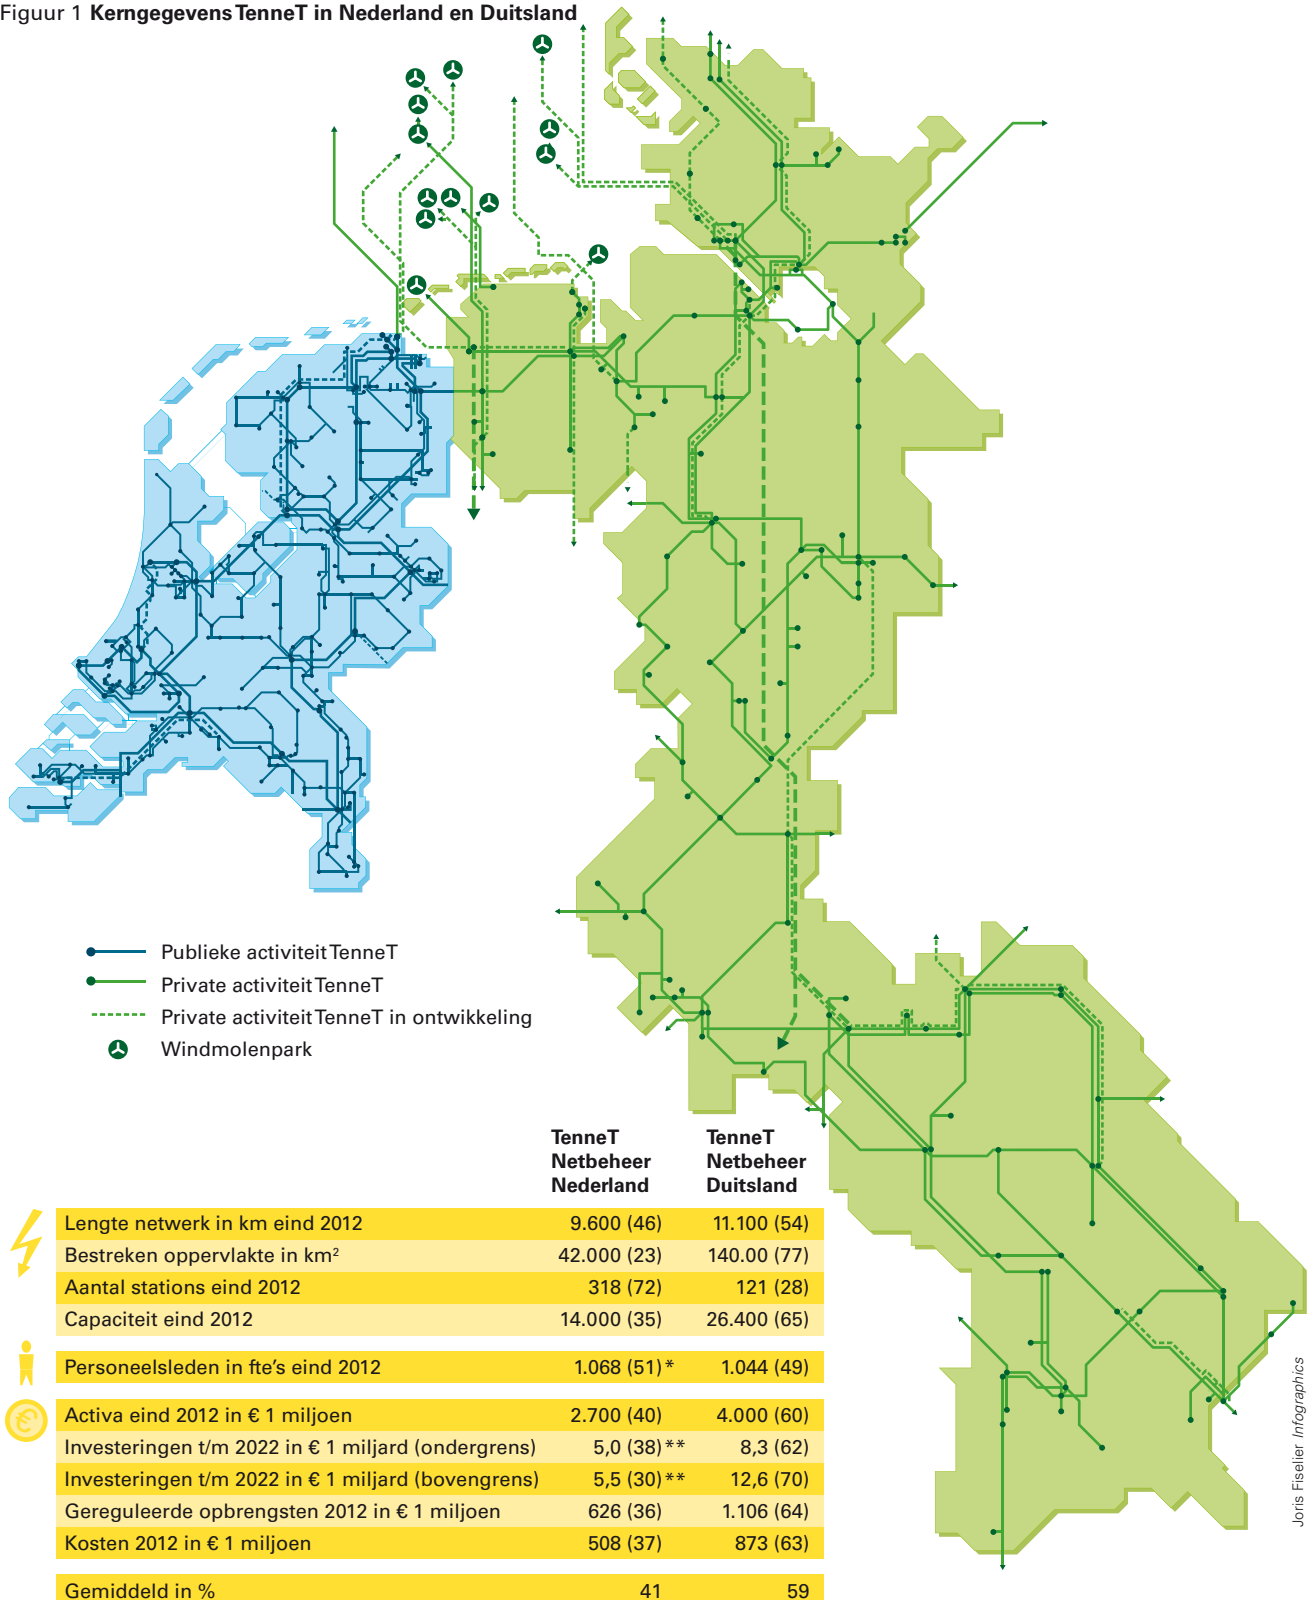 Figuur 1 Kerngegevens TenneT in Nederland en Duitsland
Publieke activiteit TenneT
Private activiteit TenneT
Private activiteit TenneT in ontwikkeling
Windmolenpark
TenneT Netbeheer Nederland
TenneT Netbeheer Duitsland
Lengte netwerk in km eind 2012 9.600 (46) 11.100 (54)
Bestreken oppervlakte in km² 42.000 (23) 140.00 (77)
Aantal stations eind 2012 318 (72) 121 (28)
Capaciteit eind 2012 14.000 (35) 26.400 (65)
Personeelsleden in fte's eind 2012 1.068 (51)* 1.044 (49)
€
Activa eind 2012 in € 1 miljoen 2.700 (40) 4.000 (60)
Investeringen t/m 2022 in € 1 miljard (ondergrens) 5,0 (38)** 8,3 (62)
Investeringen t/m 2022 in € 1 miljard (bovengrens) 5,5 (30)** 12,6 (70)
Gereguleerde opbrengsten 2012 in € 1 miljoen 626 (36) 1.106 (64)
Kosten 2012 in € 1 miljoen 508 (37) 873 (63)
Gemiddeld in % 41 59
Joris Fiselier Infographics